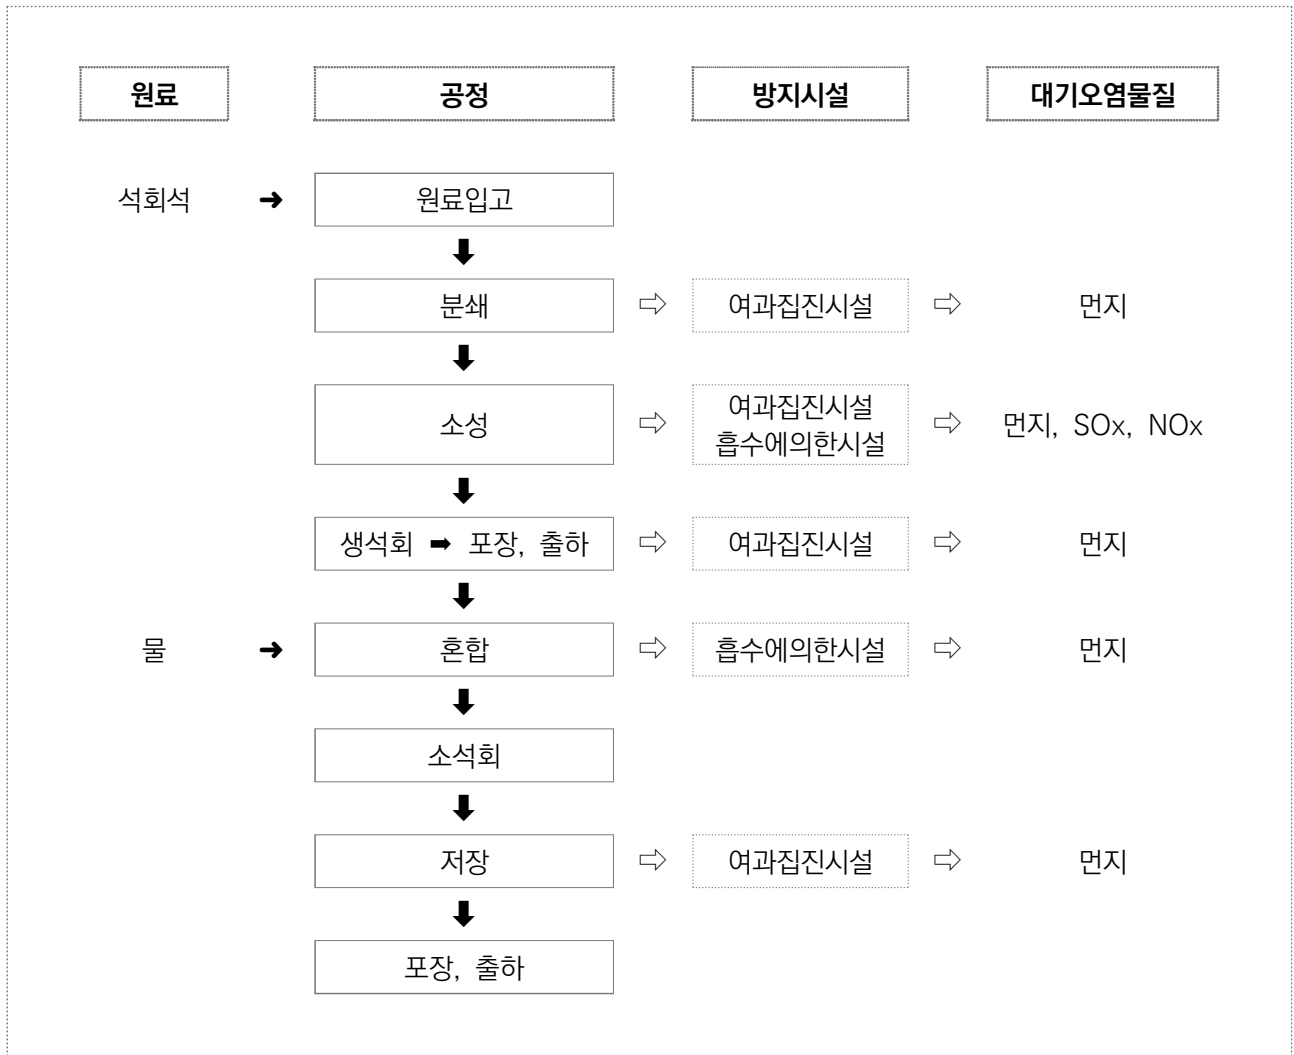 원료 공정 방지시설 대기오염물질
석회석 ➜ 원료입고
분쇄 ⇨ 여과집진시설 ⇨ 먼지
소성 ⇨ 여과집진시설 ⇨ 먼지, SOx, NOx
흡수에의한시설
생석회 ➡ 포장, 출하 ⇨ 여과집진시설 ⇨ 먼지
물 ➜ 혼합 ⇨ 흡수에의한시설 ⇨ 먼지
소석회
저장 ⇨ 여과집진시설 ⇨ 먼지
포장, 출하